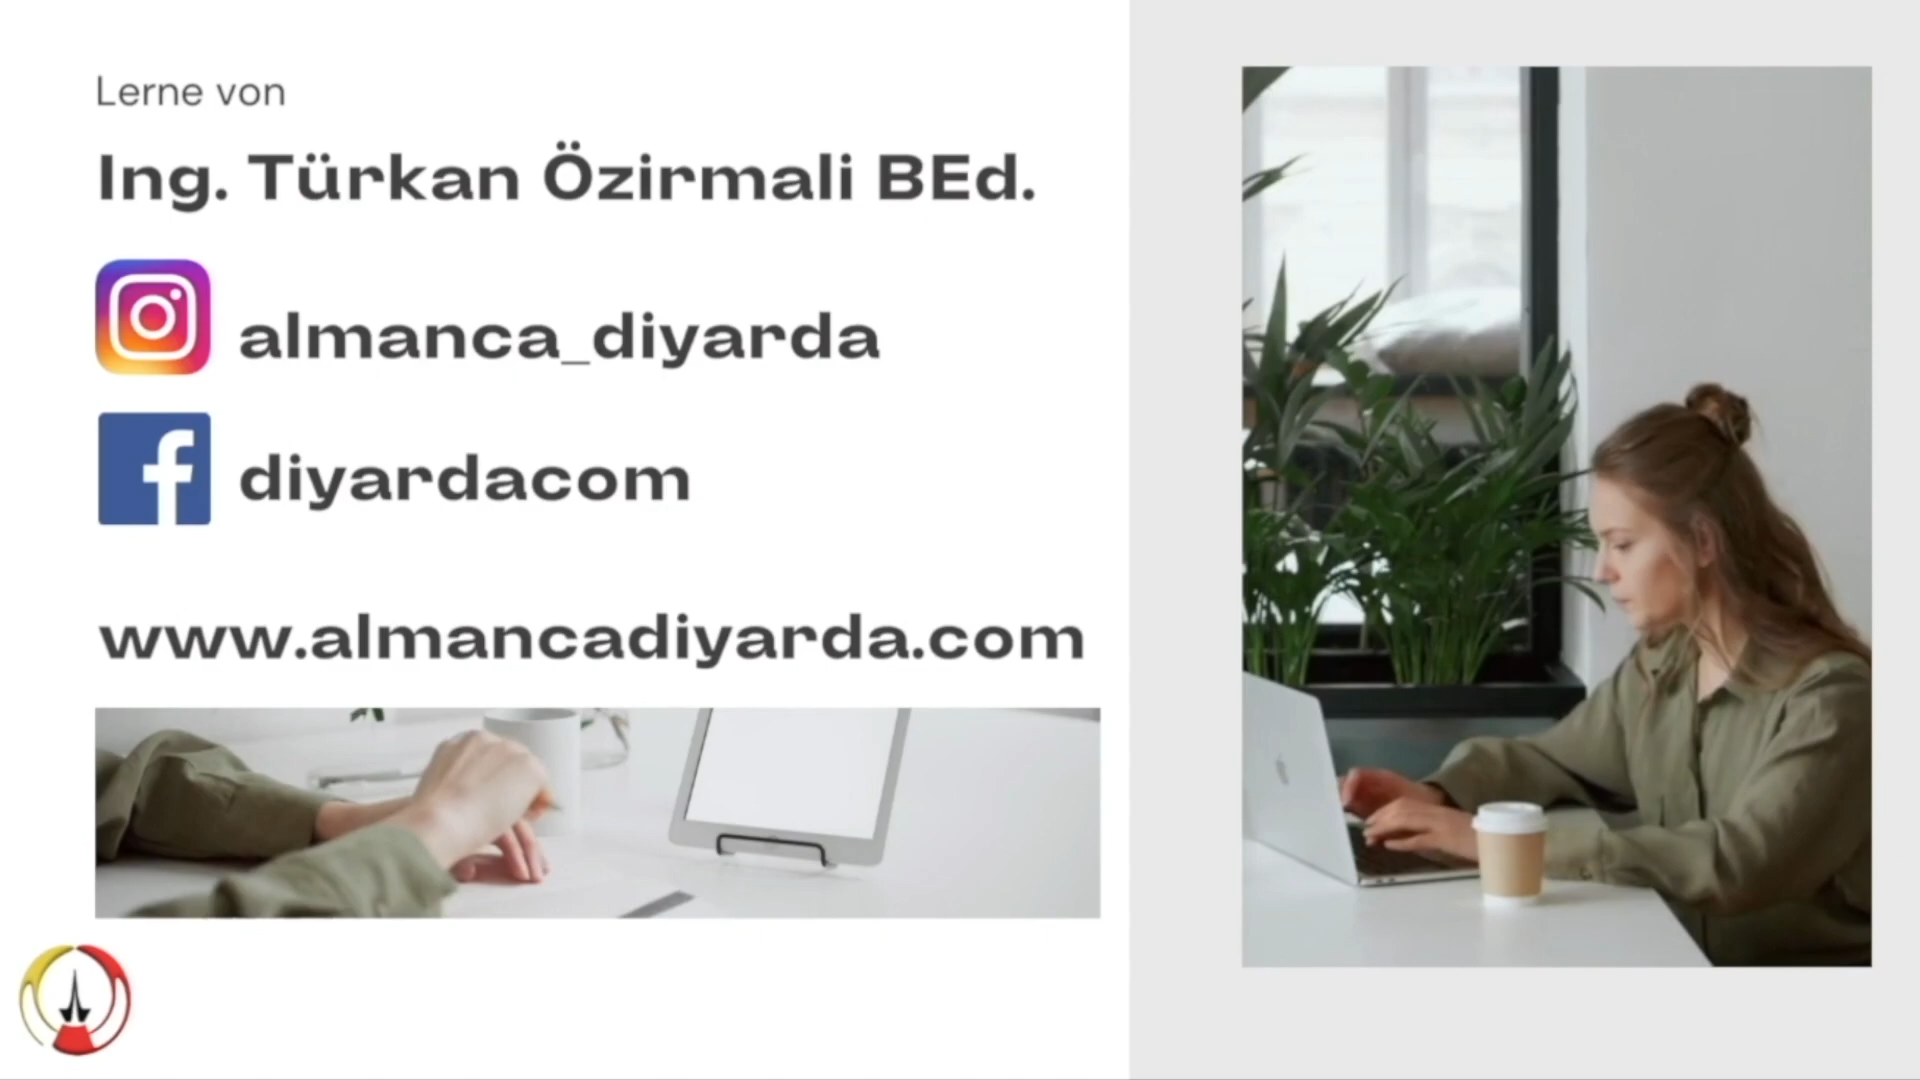 Lerne von
Ing. Türkan Özirmali BEd.
almanca_diyarda
diyardacom
www.almancadiyarda.com